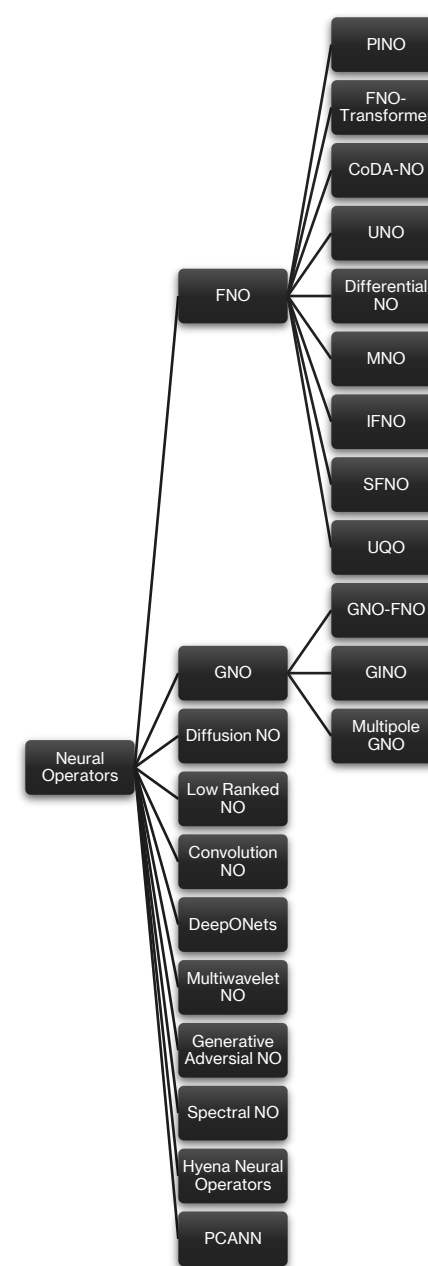 PINO
FNO-
Transformer
CoDA-NO
UNO
FNO
Differential
NO
MNO
IFNO
SFNO
UQO
GNO-FNO
GNO
GINO
Multipole
GNO
Neural
Operators
Diffusion NO
Low Ranked
NO
Convolution
NO
DeepONets
Multiwavelet
NO
Generative
Adversial NO
Spectral NO
Hyena Neural
Operators
PCANN